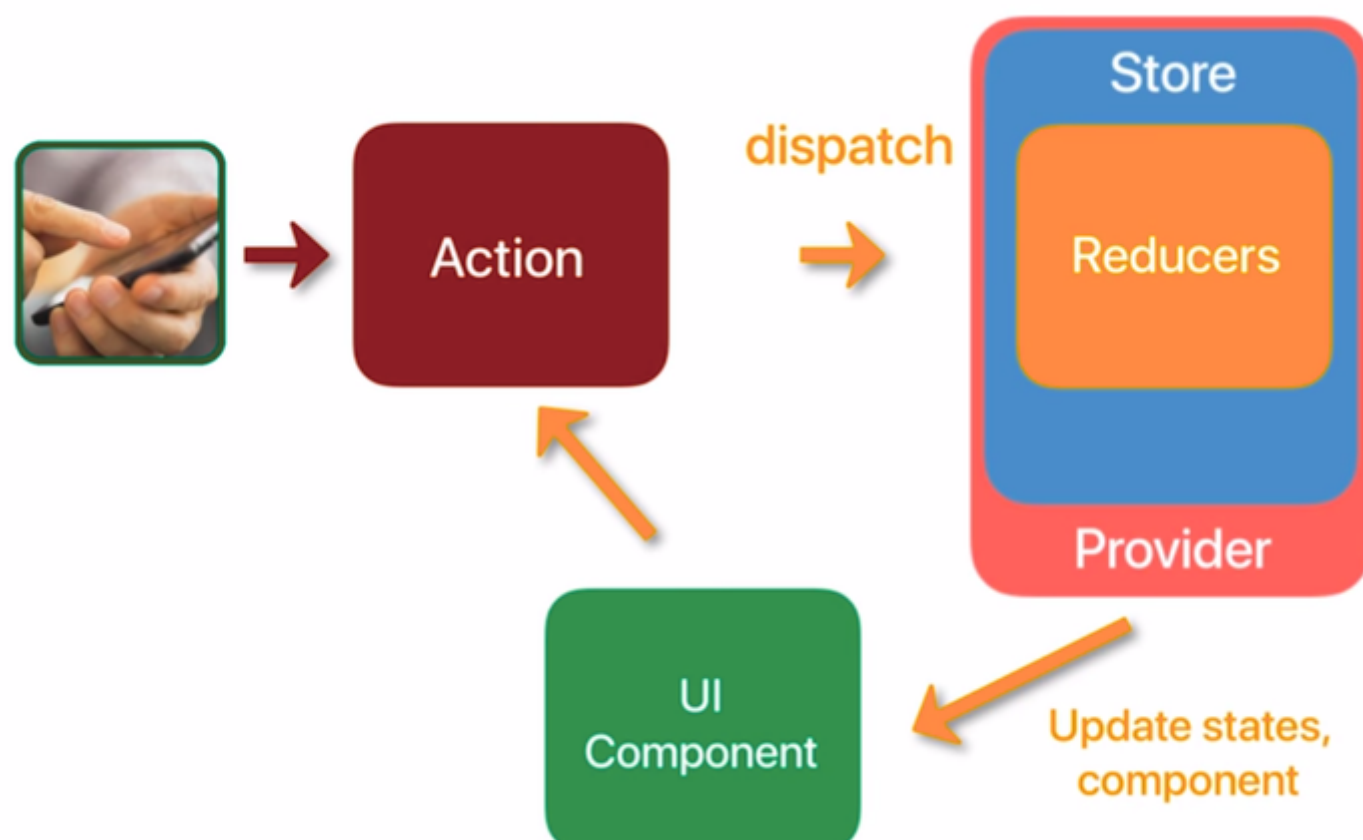 Store
dispatch
Action
Reducers
Provider
UI
Component
Update states,
component